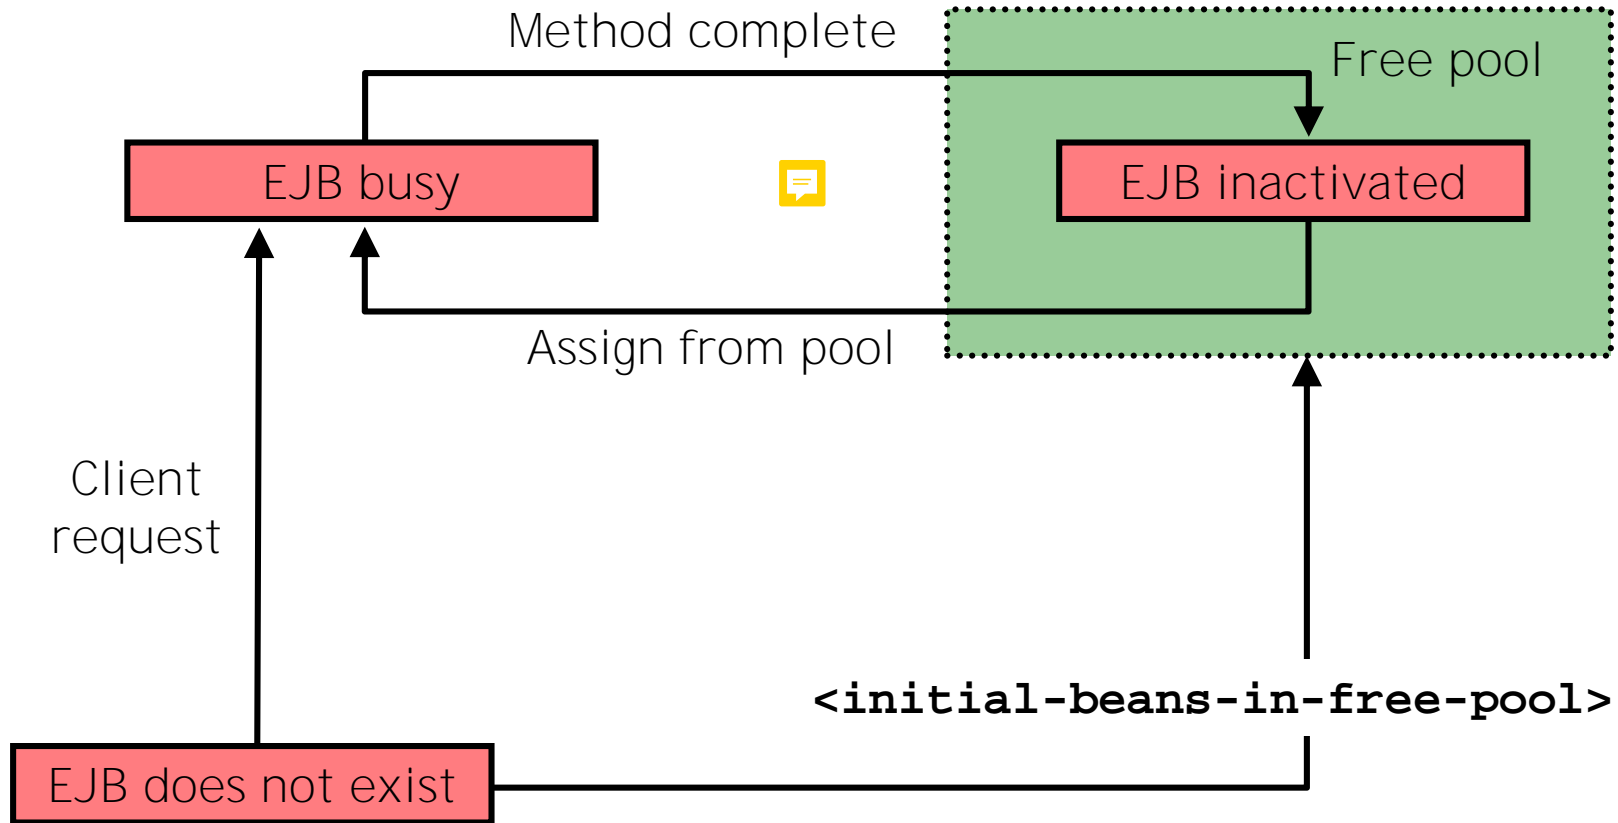 Method complete
Free pool
EJB busy
EJB inactivated
Assign from pool
Client
request
<initial-beans-in-free-pool>
EJB does not exist